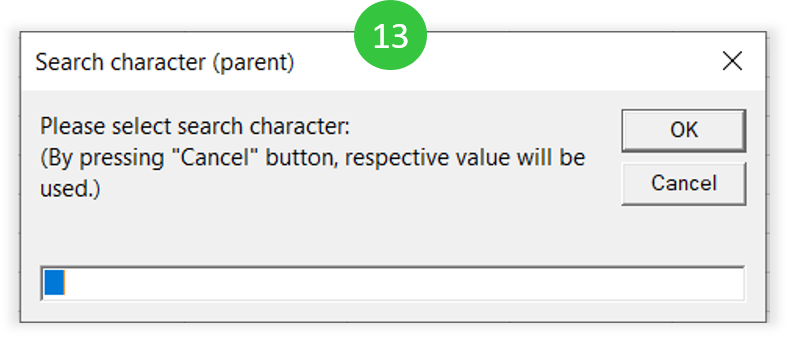 13
Search character (parent)
Please select search character:
(By pressing "Cancel" button, respective value will be
used.)
OK
Cancel